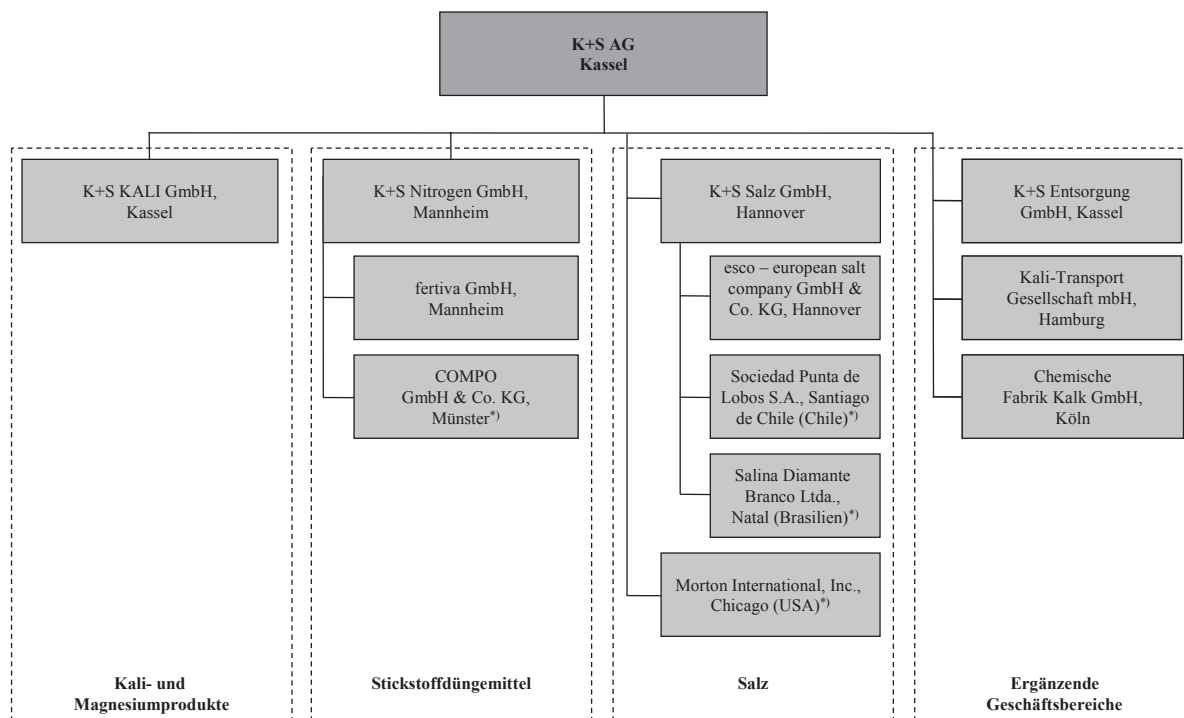 K+S AG
Kassel
K+S KALI GmbH,
Kassel
K+S Nitrogen GmbH,
Mannheim
fertiva GmbH,
Mannheim
COMPO
GmbH & Co. KG,
Münster*)
K+S Salz GmbH,
Hannover
esco – european salt
company GmbH &
Co. KG, Hannover
Sociedad Punta de
Lobos S.A., Santiago
de Chile (Chile)*)
Salina Diamante
Branco Ltda.,
Natal (Brasilien)*)
Morton International, Inc.,
Chicago (USA)*)
K+S Entsorgung
GmbH, Kassel
Kali-Transport
Gesellschaft mbH,
Hamburg
Chemische
Fabrik Kalk GmbH,
Köln
Kali- und
Magnesiumprodukte
Stickstoffdüngemittel
Salz
Ergänzende
Geschäftsbereiche